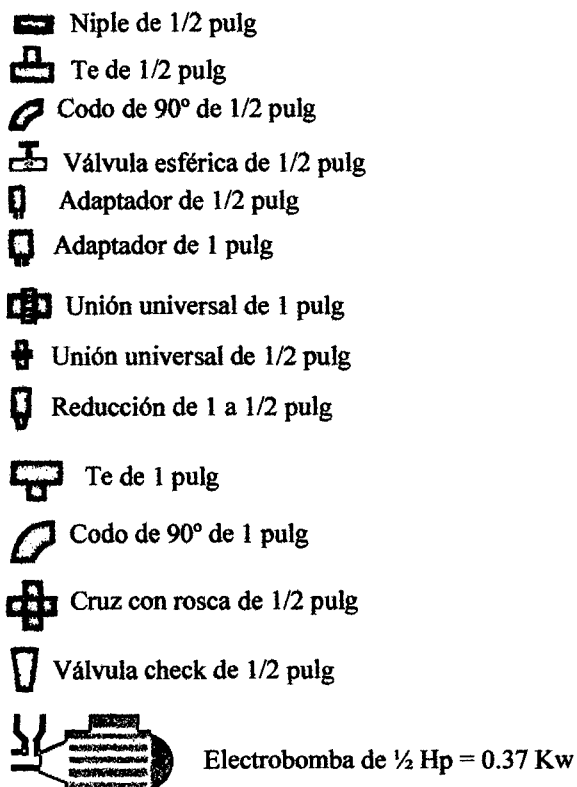 Niple de 1/2 pulg
Te de 1/2 pulg
Codo de 90º de 1/2 pulg
Válvula esférica de 1/2 pulg
Adaptador de 1/2 pulg
Adaptador de 1 pulg
Unión universal de 1 pulg
Unión universal de 1/2 pulg
Reducción de 1 a 1/2 pulg
Te de 1 pulg
Codo de 90º de 1 pulg
Cruz con rosca de 1/2 pulg
Válvula check de 1/2 pulg
Electrobomba de ½ Hp = 0.37 Kw